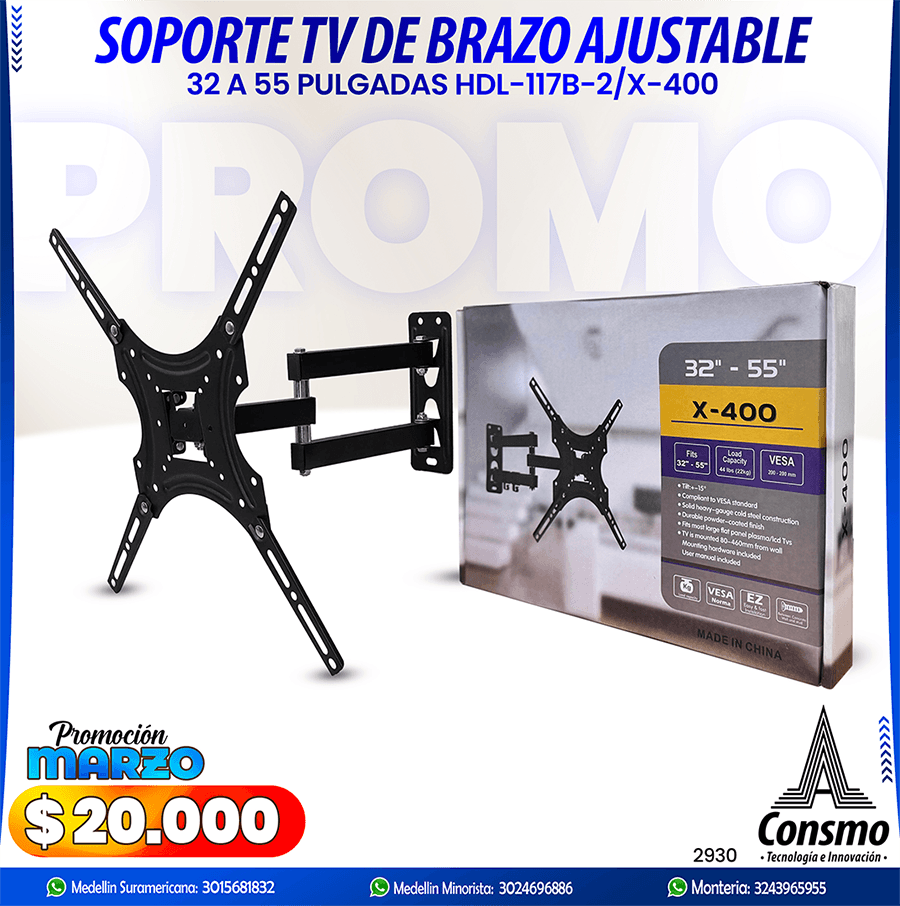 SOPORTE TV DE BRAZO AJUSTABLE
32 A 55 PULGADAS HDL-117B-2/X-400
PROMO
32" - 55"
X-400
Fits
32" - 55"
Load
Capacity
44 lbs (22kg)
VESA
200 - 200 mm
• Tilt:+-15°
• Compliant to VESA standard
• Solid heavy-gauge cold steel construction
• Durable powder-coated finish
• Fits most large flat panel plasma/lcd Tvs
• TV is mounted 80-460mm from wall
Mounting hardware included
User manual included
VESA
Norma
EZ
Easy & fast
MADE IN CHINA
X-400
Promoción
MARZO
$ 20.000
A
Consmo
• Tecnología e Innovación •
2930
Medellin Suramericana: 3015681832
Medellin Minorista: 3024696886
Monteria: 3243965955